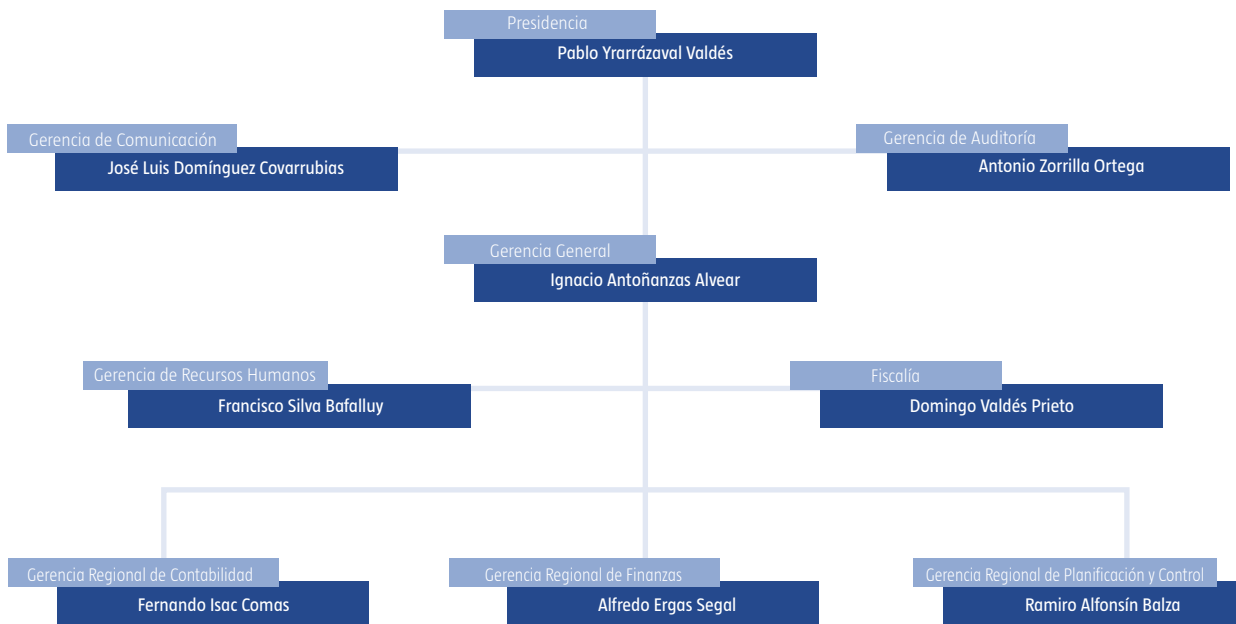 Presidencia
Pablo Yrarrázaval Valdés
Gerencia de Comunicación
José Luis Domínguez Covarrubias
Gerencia de Auditoría
Antonio Zorrilla Ortega
Gerencia General
Ignacio Antoñanzas Alvear
Gerencia de Recursos Humanos
Francisco Silva Bafalluy
Fiscalía
Domingo Valdés Prieto
Gerencia Regional de Contabilidad
Fernando Isac Comas
Gerencia Regional de Finanzas
Alfredo Ergas Segal
Gerencia Regional de Planificación y Control
Ramiro Alfonsín Balza